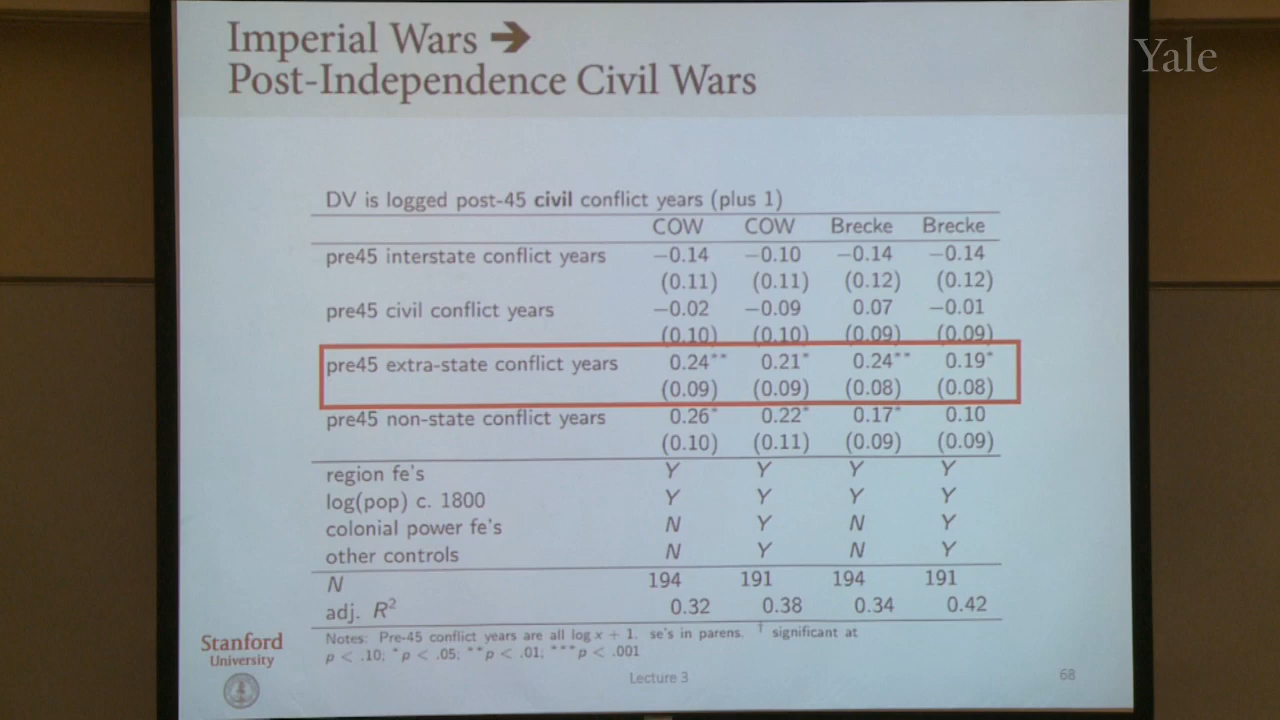 Imperial Wars →
Post-Independence Civil Wars
Yale
DV is logged post-45 civil conflict years (plus 1)
COW COW Brecke Brecke
pre45 interstate conflict years −0.14 −0.10 −0.14 −0.14
(0.11) (0.11) (0.12) (0.12)
pre45 civil conflict years −0.02 −0.09 0.07 −0.01
(0.10) (0.10) (0.09) (0.09)
pre45 extra-state conflict years 0.24** 0.21* 0.24** 0.19*
(0.09) (0.09) (0.08) (0.08)
pre45 non-state conflict years 0.26* 0.22* 0.17* 0.10
(0.10) (0.11) (0.09) (0.09)
region fe's Y Y Y Y
log(pop) c. 1800 Y Y Y Y
colonial power fe's N Y N Y
other controls N Y N Y
N 194 191 194 191
adj. R² 0.32 0.38 0.34 0.42
Notes: Pre-45 conflict years are all log x + 1. se's in parens. † significant at
p < .10; *p < .05; **p < .01; ***p < .001
Stanford
University
Lecture 3
68